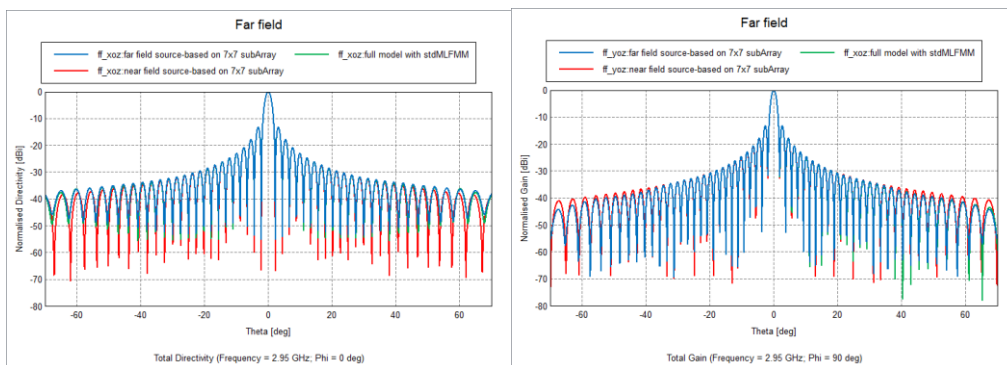 Far field
ff_xoz:far field source-based on 7x7 subArray
ff_xoz:full model with stdMLFMM
ff_xoz:near field source-based on 7x7 subArray
Normalised Directivity [dBi]
0
-10
-20
-30
-40
-50
-60
-70
-80
-60
-40
-20
0
20
40
60
Theta [deg]
Total Directivity (Frequency = 2.95 GHz; Phi = 0 deg)
Far field
ff_yoz:far field source-based on 7x7 subArray
ff_xoz:full model with stdMLFMM
ff_yoz:near field source-based on 7x7 subArray
Normalised Gain [dBi]
0
-10
-20
-30
-40
-50
-60
-70
-80
-60
-40
-20
0
20
40
60
Theta [deg]
Total Gain (Frequency = 2.95 GHz; Phi = 90 deg)